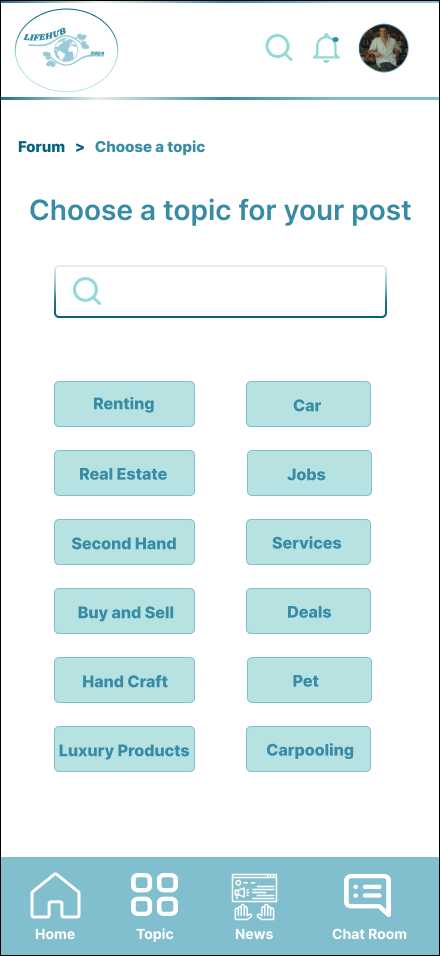 LIFEHUB
2024
Forum > Choose a topic
Choose a topic for your post
Renting
Car
Real Estate
Jobs
Second Hand
Services
Buy and Sell
Deals
Hand Craft
Pet
Luxury Products
Carpooling
Home
Topic
News
Chat Room